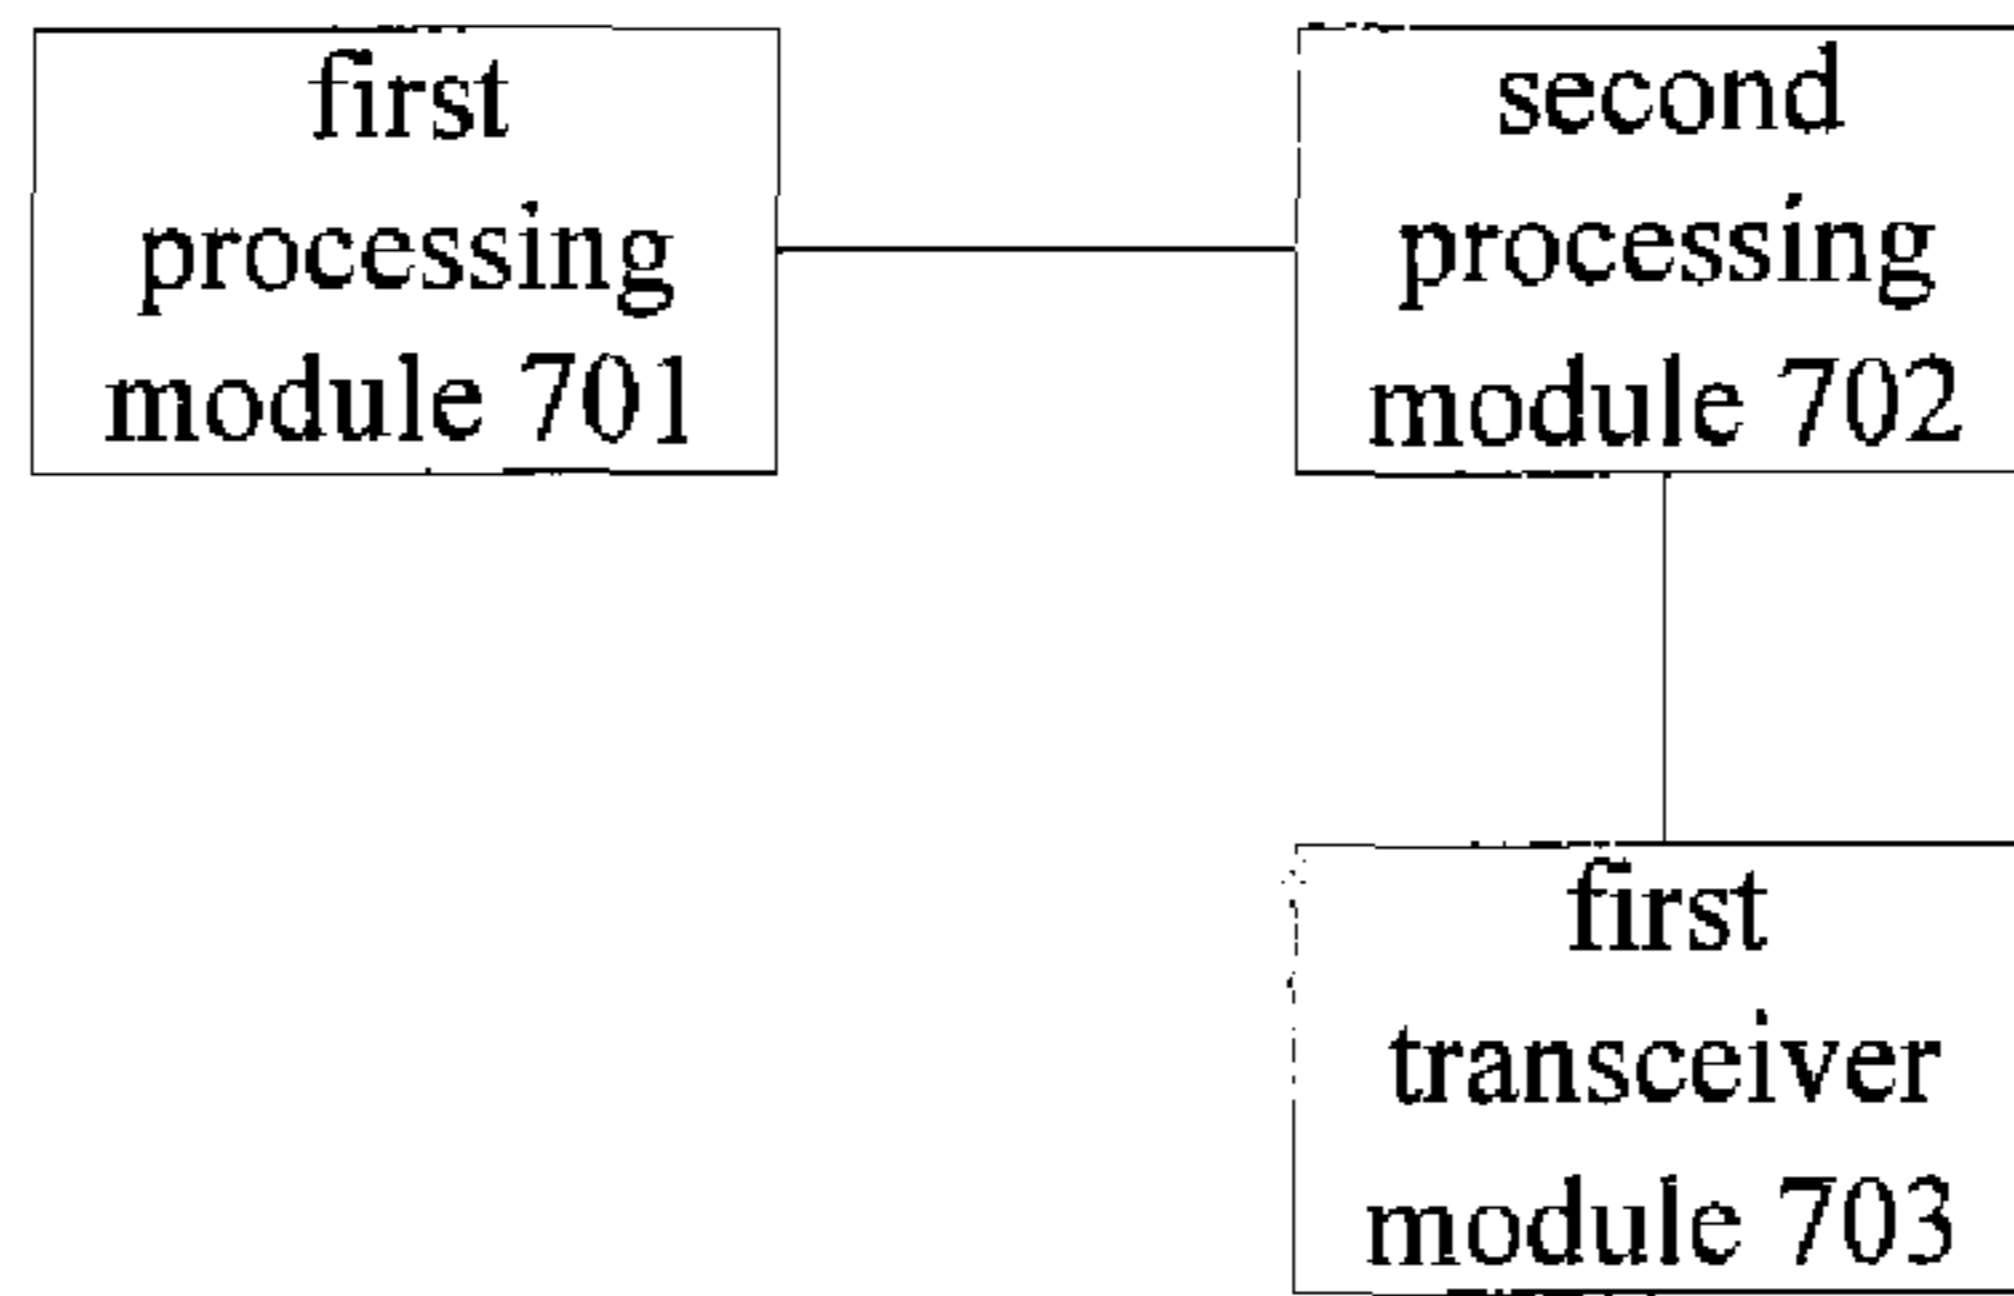 first
processing
module 701
second
processing
module 702
first
transceiver
module 703